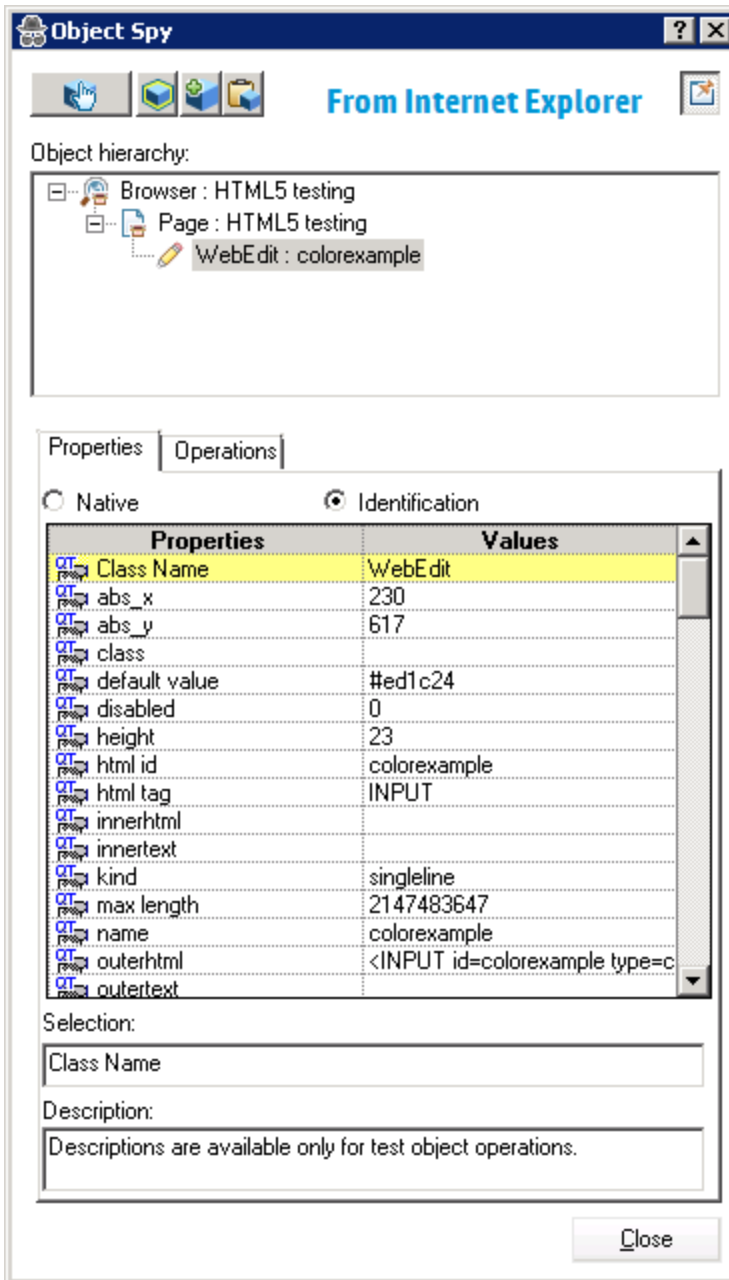 Object Spy
From Internet Explorer
Object hierarchy:
Browser : HTML5 testing
Page : HTML5 testing
WebEdit : colorexample
Properties Operations
Native Identification
Properties Values
Class Name WebEdit
abs_x 230
abs_y 617
class
default value #ed1c24
disabled 0
height 23
html id colorexample
html tag INPUT
innerhtml
innertext
kind singleline
max length 2147483647
name colorexample
outerhtml <INPUT id=colorexample type=c
outertext
Selection:
Class Name
Description:
Descriptions are available only for test object operations.
Close